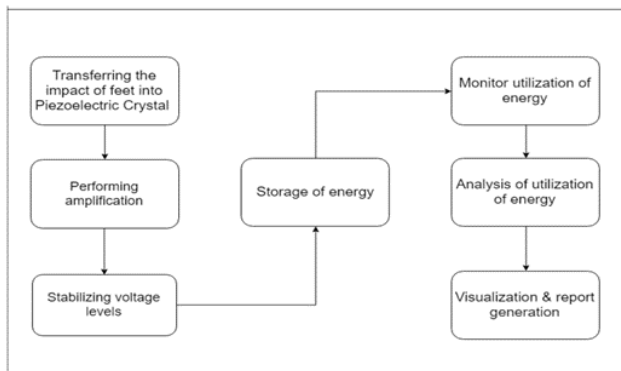 Transferring the
impact of feet into
Piezoelectric Crystal
Performing
amplification
Stabilizing voltage
levels
Storage of energy
Monitor utilization of
energy
Analysis of utilization
of energy
Visualization & report
generation